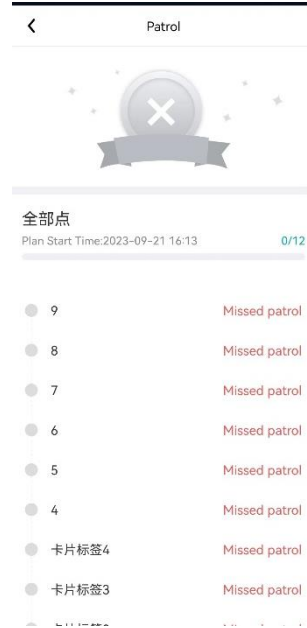 Patrol
全部点
Plan Start Time:2023-09-21 16:13 0/12
9 Missed patrol
8 Missed patrol
7 Missed patrol
6 Missed patrol
5 Missed patrol
4 Missed patrol
卡片标签4 Missed patrol
卡片标签3 Missed patrol